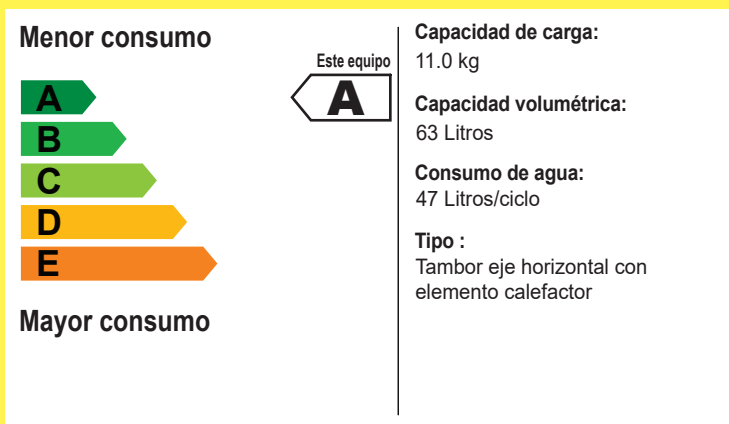 Menor consumo
Este equipo
A
A
B
C
D
E
Mayor consumo
Capacidad de carga:
11.0 kg
Capacidad volumétrica:
63 Litros
Consumo de agua:
47 Litros/ciclo
Tipo :
Tambor eje horizontal con
elemento calefactor